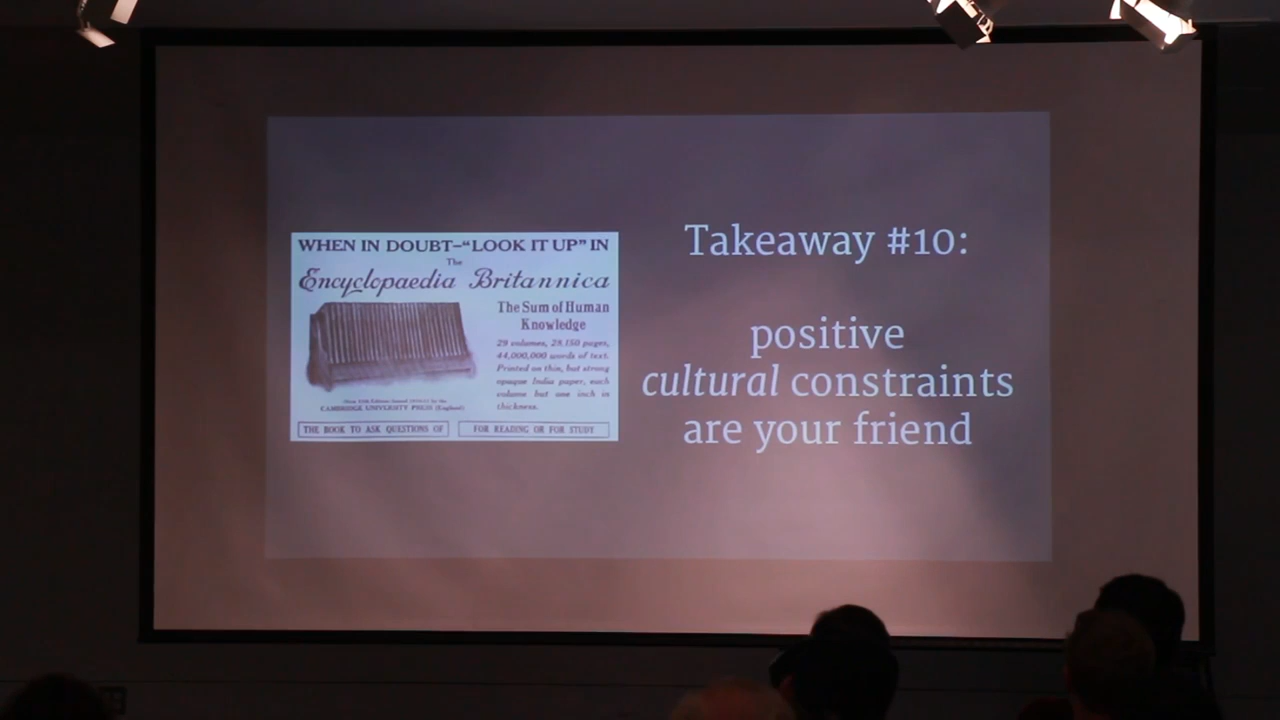 WHEN IN DOUBT–“LOOK IT UP” IN
The
Encyclopaedia Britannica
The Sum of Human
Knowledge
29 volumes, 28,150 pages,
44,000,000 words of text.
Printed on thin, but strong
opaque India paper, each
volume but one inch in
thickness.
CAMBRIDGE UNIVERSITY PRESS (England)
THE BOOK TO ASK QUESTIONS OF
FOR READING OR FOR STUDY
Takeaway #10:
positive
cultural constraints
are your friend